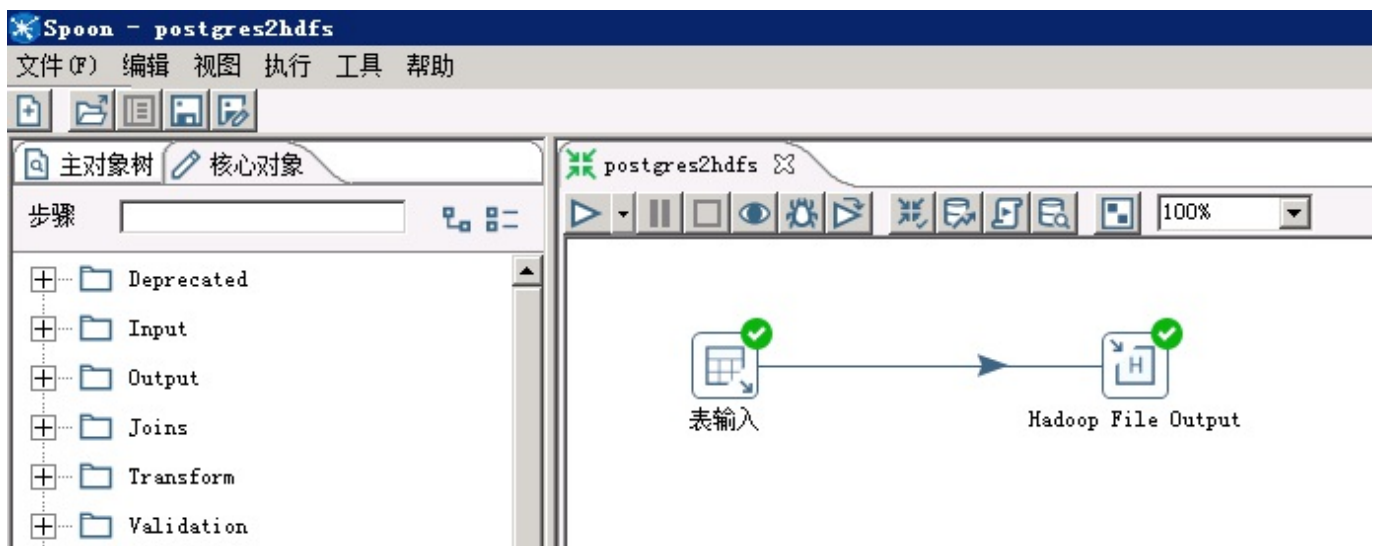 Spoon - postgres2hdfs
文件(F) 编辑 视图 执行 工具 帮助
主对象树 核心对象
步骤
Deprecated
Input
Output
Joins
Transform
Validation
postgres2hdfs
100%
表输入
H
Hadoop File Output